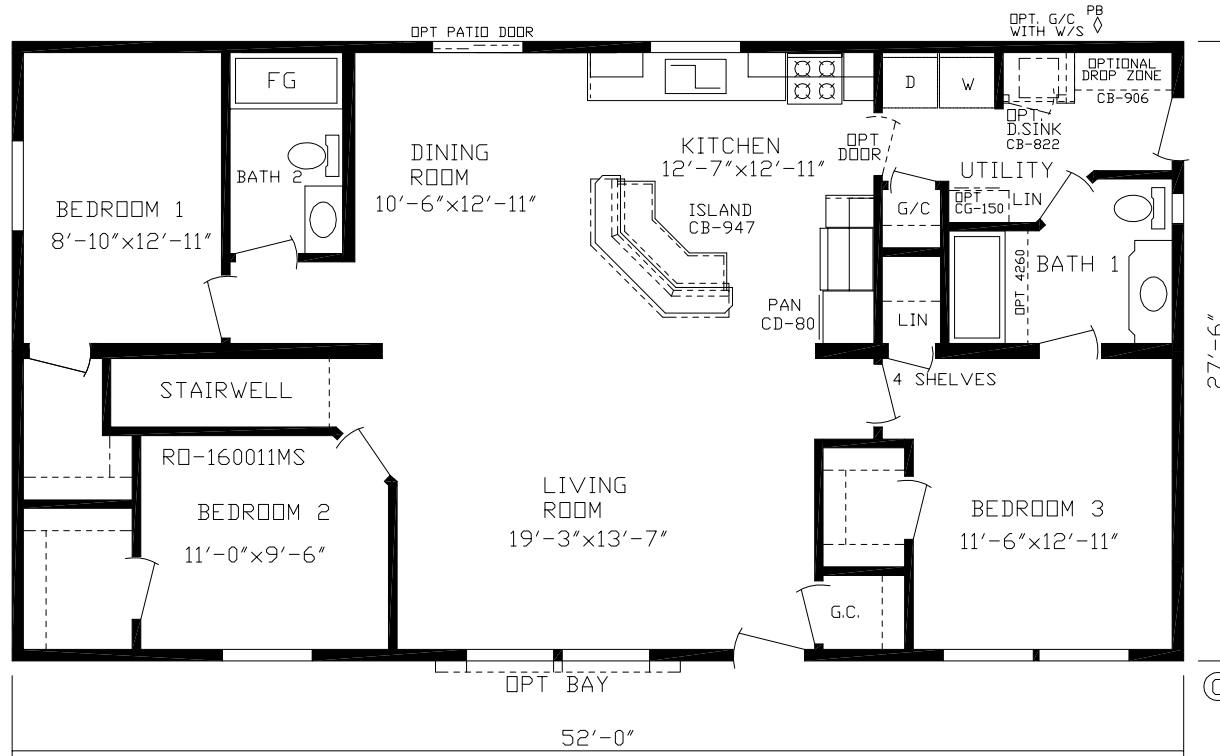 PB
OPT. G/C
WITH W/S
OPT PATIO DOOR
OPTIONAL
DROP ZONE
CB-906
FG
D
W
OPT.
D.SINK
CB-822
OPT
DOOR
KITCHEN
12'-7"x12'-11"
DINING
ROOM
10'-6"x12'-11"
UTILITY
BATH 2
BEDROOM 1
8'-10"x12'-11"
ISLAND
CB-947
G/C
OPT
CG-150
LIN
OPT 4260
BATH 1
PAN
CD-80
LIN
27'-6"
4 SHELVES
STAIRWELL
RO-160011MS
BEDROOM 2
11'-0"x9'-6"
LIVING
ROOM
19'-3"x13'-7"
BEDROOM 3
11'-6"x12'-11"
G.C.
OPT BAY
©
52'-0"